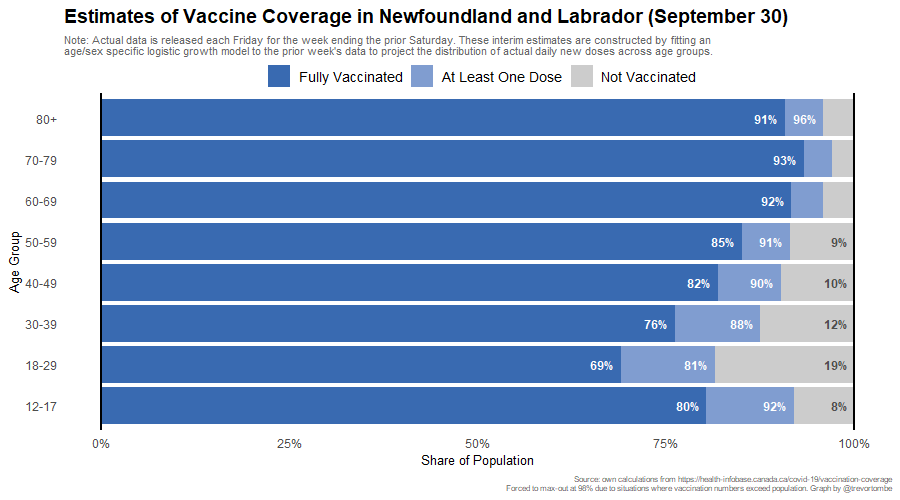 Estimates of Vaccine Coverage in Newfoundland and Labrador (September 30)
Note: Actual data is released each Friday for the week ending the prior Saturday. These interim estimates are constructed by fitting an
age/sex specific logistic growth model to the prior week's data to project the distribution of actual daily new doses across age groups.
Fully Vaccinated At Least One Dose Not Vaccinated
80+ 91% 96%
70-79 93%
60-69 92%
50-59 85% 91% 9%
40-49 82% 90% 10%
30-39 76% 88% 12%
18-29 69% 81% 19%
12-17 80% 92% 8%
Age Group
0% 25% 50% 75% 100%
Share of Population
Source: own calculations from https://health-infobase.canada.ca/covid-19/vaccination-coverage
Forced to max-out at 98% due to situations where vaccination numbers exceed population. Graph by @trevortombe